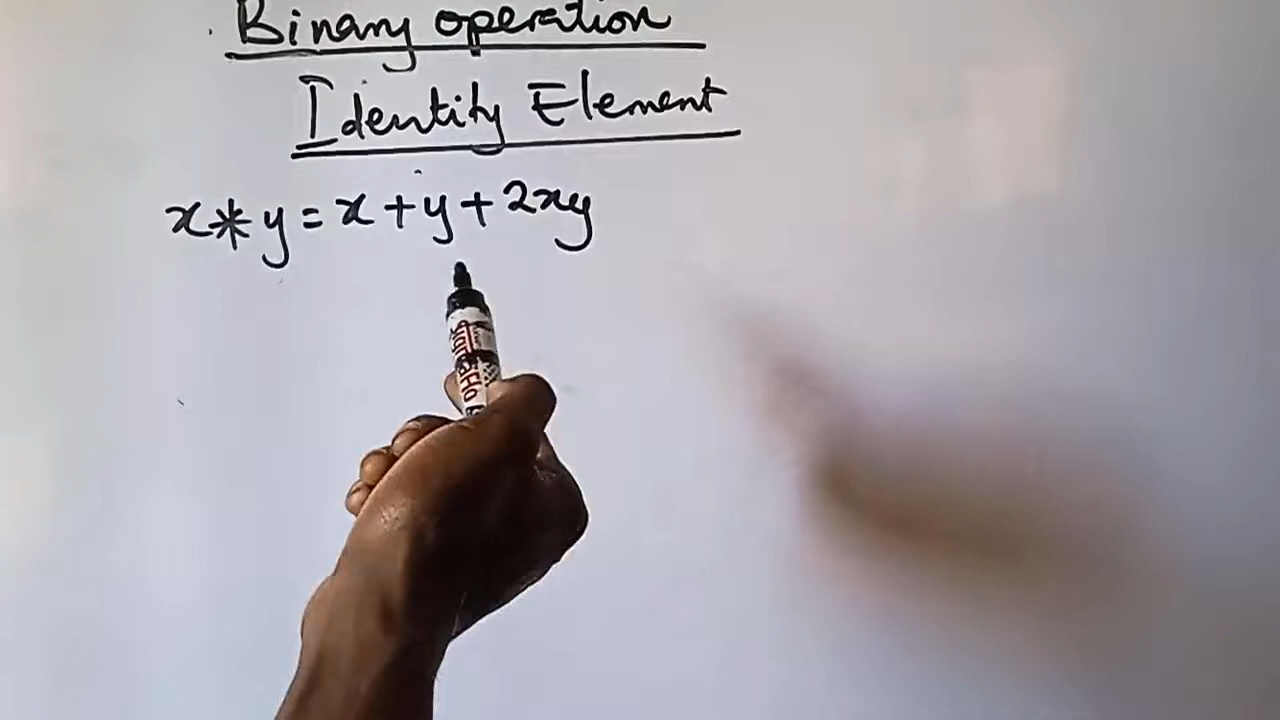 Binary operation
Identity Element
x * y = x + y + 2xy